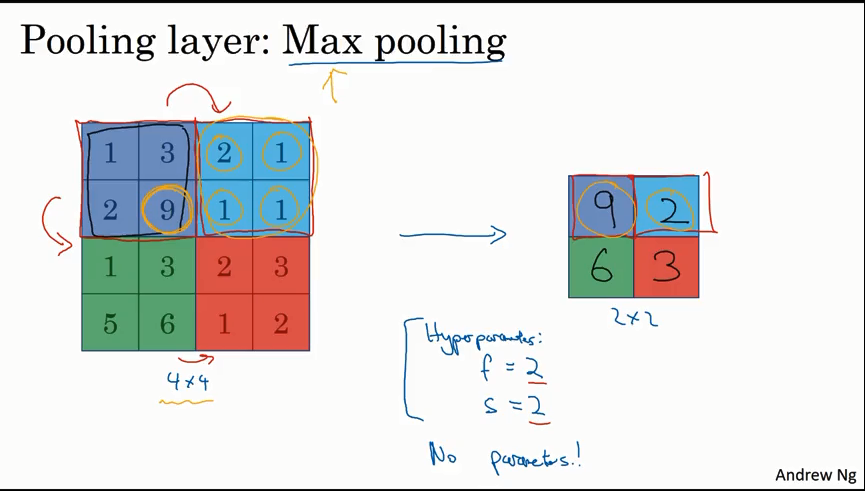 Pooling layer: Max pooling
1 3 2 1
2 9 1 1
1 3 2 3
5 6 1 2
4×4
9 2
6 3
2×2
Hyperparameters:
f = 2
s = 2
No parameters!
Andrew Ng